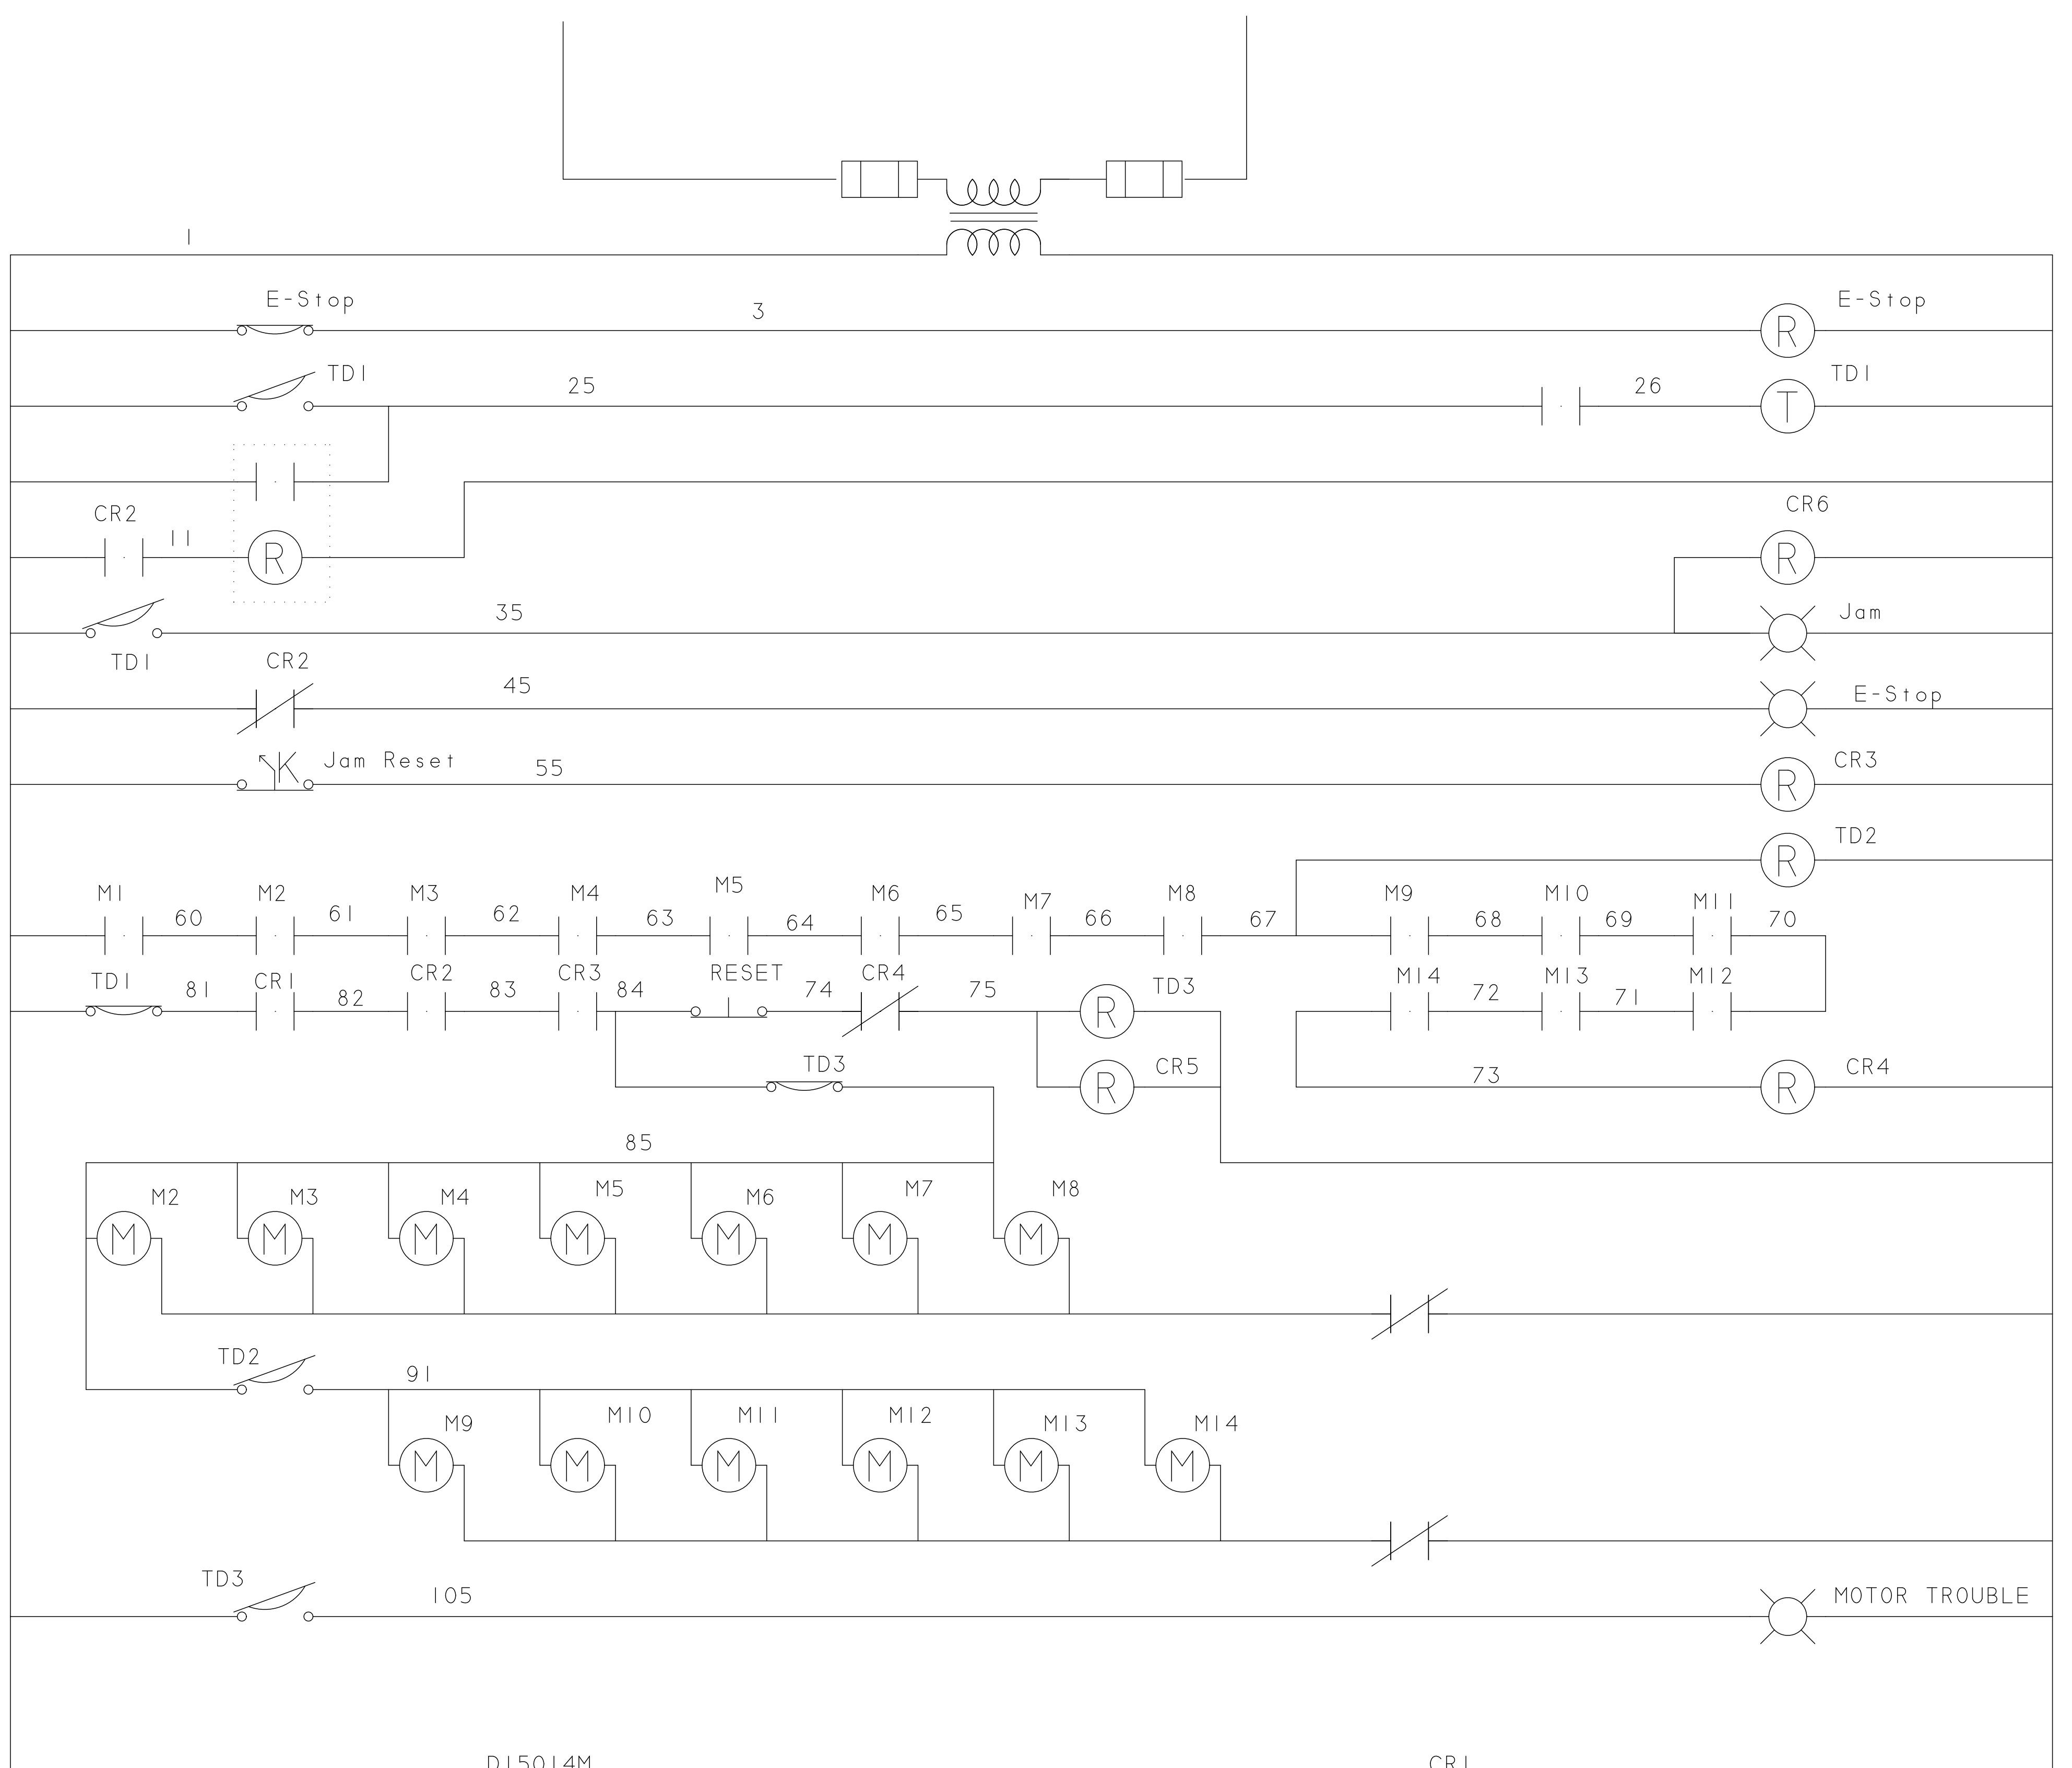 1
E-Stop 3 E-Stop
TD1 25 26 TD1
T
CR2 11 R CR6
R
R
TD1 35 Jam
CR2 45 E-Stop
K Jam Reset 55 CR3
R
TD2
R
M1 60 M2 61 M3 62 M4 63 M5 64 M6 65 M7 66 M8 67 M9 68 M10 69 M11 70
TD1 81 CR1 82 CR2 83 CR3 84 RESET 74 CR4 75 R TD3 M14 72 M13 71 M12
TD3 R CR5 73 R CR4
85
M2 M3 M4 M5 M6 M7 M8
M M M M M M M
TD2 91
M9 M10 M11 M12 M13 M14
M M M M M M
TD3 105 MOTOR TROUBLE
D15014M CR1